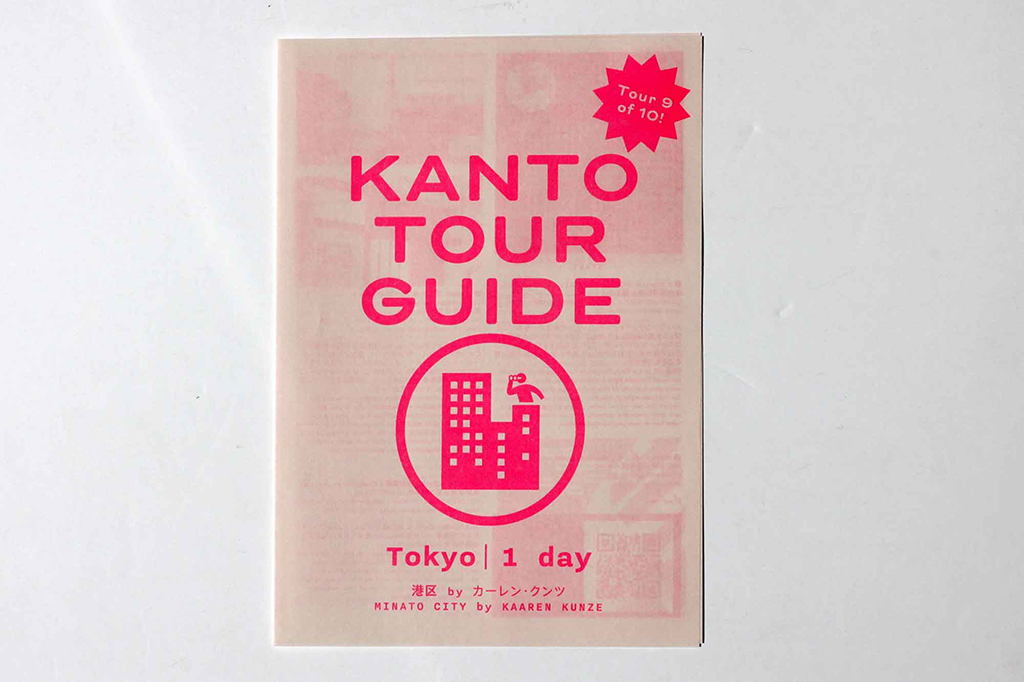 Tour 9
of 10!
KANTO
TOUR
GUIDE
Tokyo| 1 day
港区 by カーレン・クンツ
MINATO CITY by KAAREN KUNZE